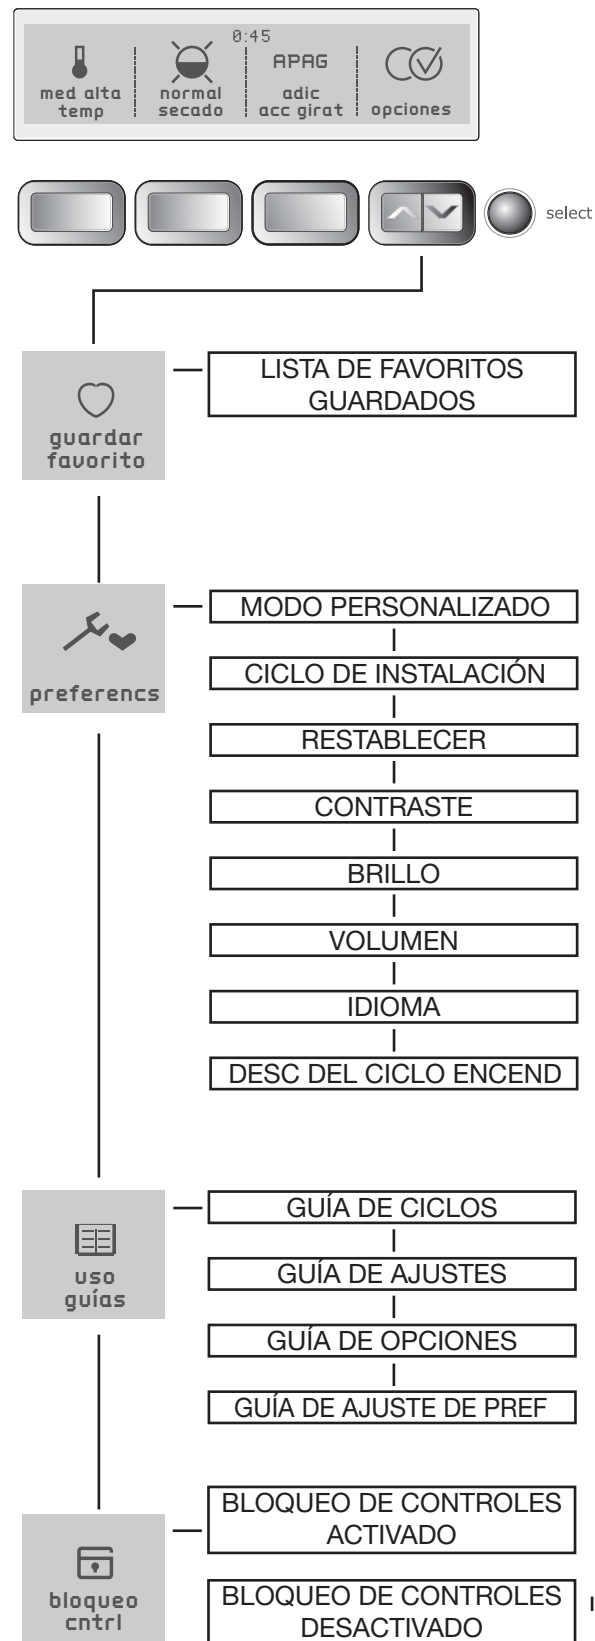 0:45
med alta
temp
normal
secado
APAG
adic
acc girat
opciones
select
guardar
favorito
LISTA DE FAVORITOS
GUARDADOS
preferencs
MODO PERSONALIZADO
CICLO DE INSTALACIÓN
RESTABLECER
CONTRASTE
BRILLO
VOLUMEN
IDIOMA
DESC DEL CICLO ENCEND
uso
guías
GUÍA DE CICLOS
GUÍA DE AJUSTES
GUÍA DE OPCIONES
GUÍA DE AJUSTE DE PREF
bloqueo
cntrl
BLOQUEO DE CONTROLES
ACTIVADO
BLOQUEO DE CONTROLES
DESACTIVADO